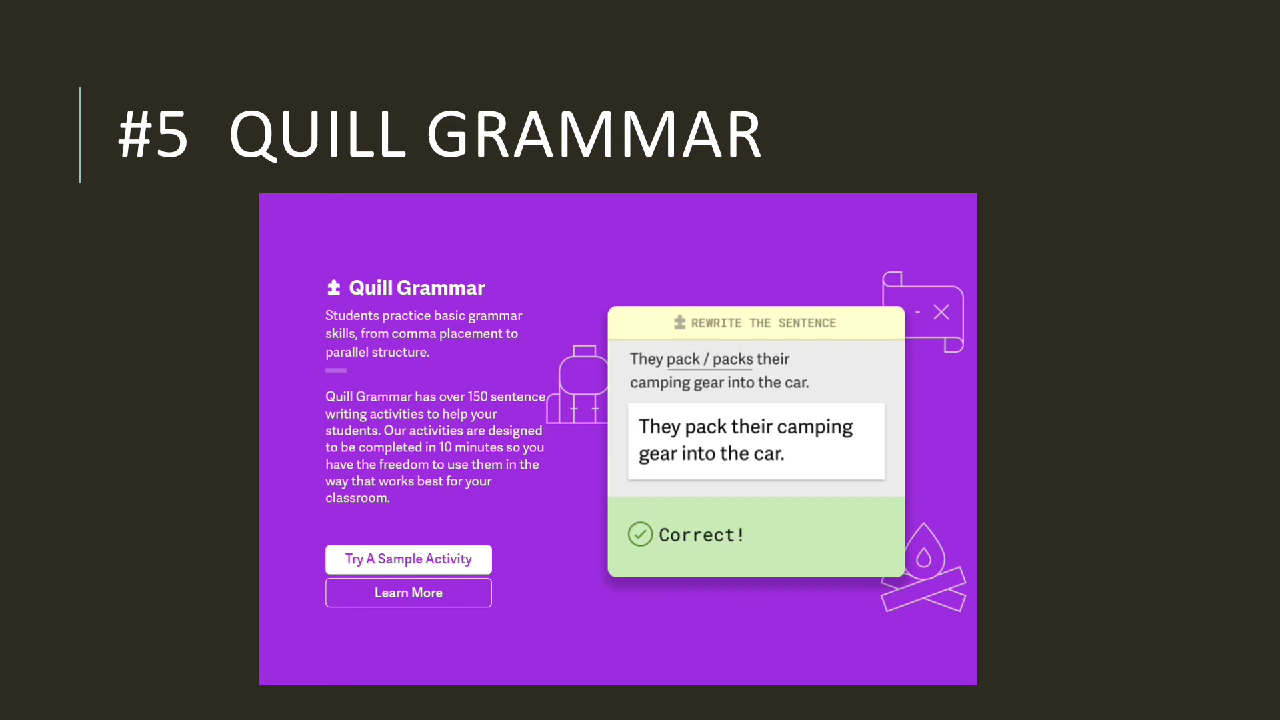 #5 QUILL GRAMMAR
Quill Grammar
Students practice basic grammar
skills, from comma placement to
parallel structure.
Quill Grammar has over 150 sentence
writing activities to help your
students. Our activities are designed
to be completed in 10 minutes so you
have the freedom to use them in the
way that works best for your
classroom.
Try A Sample Activity
Learn More
REWRITE THE SENTENCE
They pack / packs their
camping gear into the car.
They pack their camping
gear into the car.
Correct!